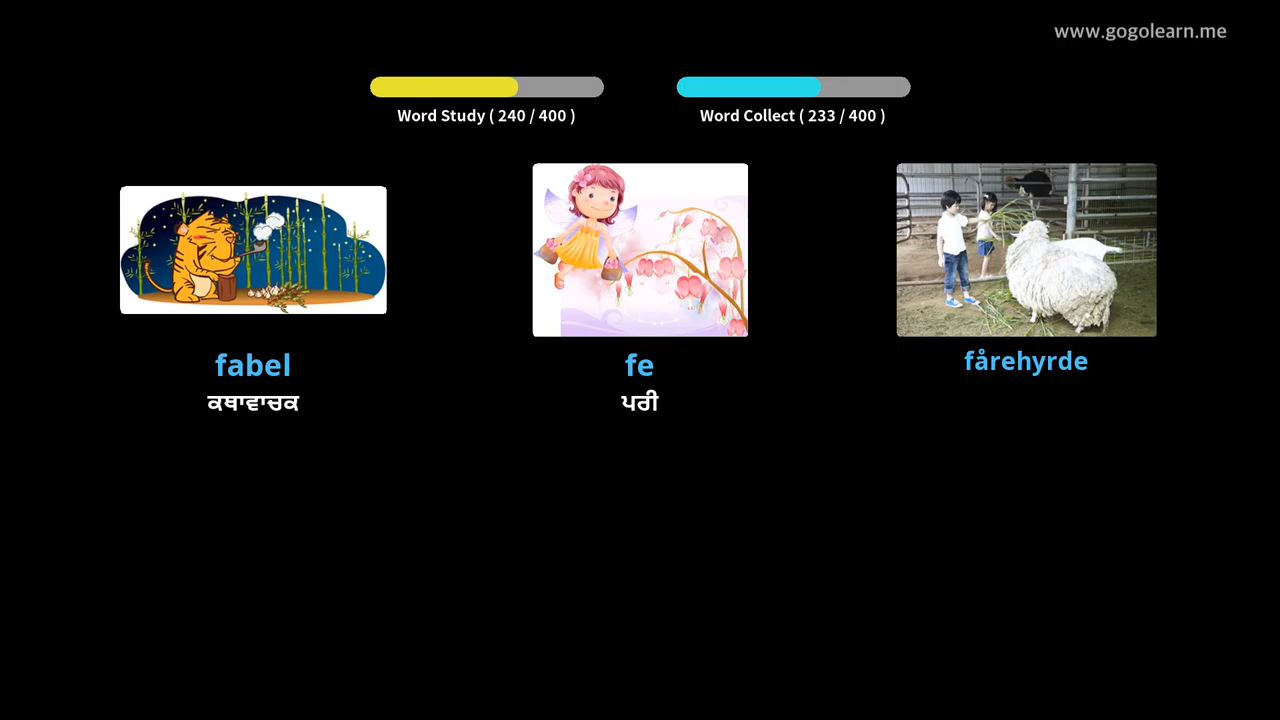 www.gogolearn.me
Word Study ( 240 / 400 )
Word Collect ( 233 / 400 )
fabel
ਕਥਾਵਾਚਕ
fe
ਪਰੀ
fårehyrde